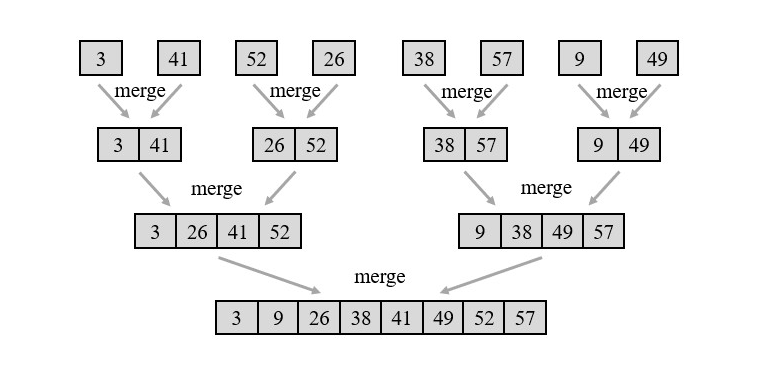 3 41 52 26 38 57 9 49
merge merge merge merge
3 41 26 52 38 57 9 49
merge merge
3 26 41 52 9 38 49 57
merge
3 9 26 38 41 49 52 57